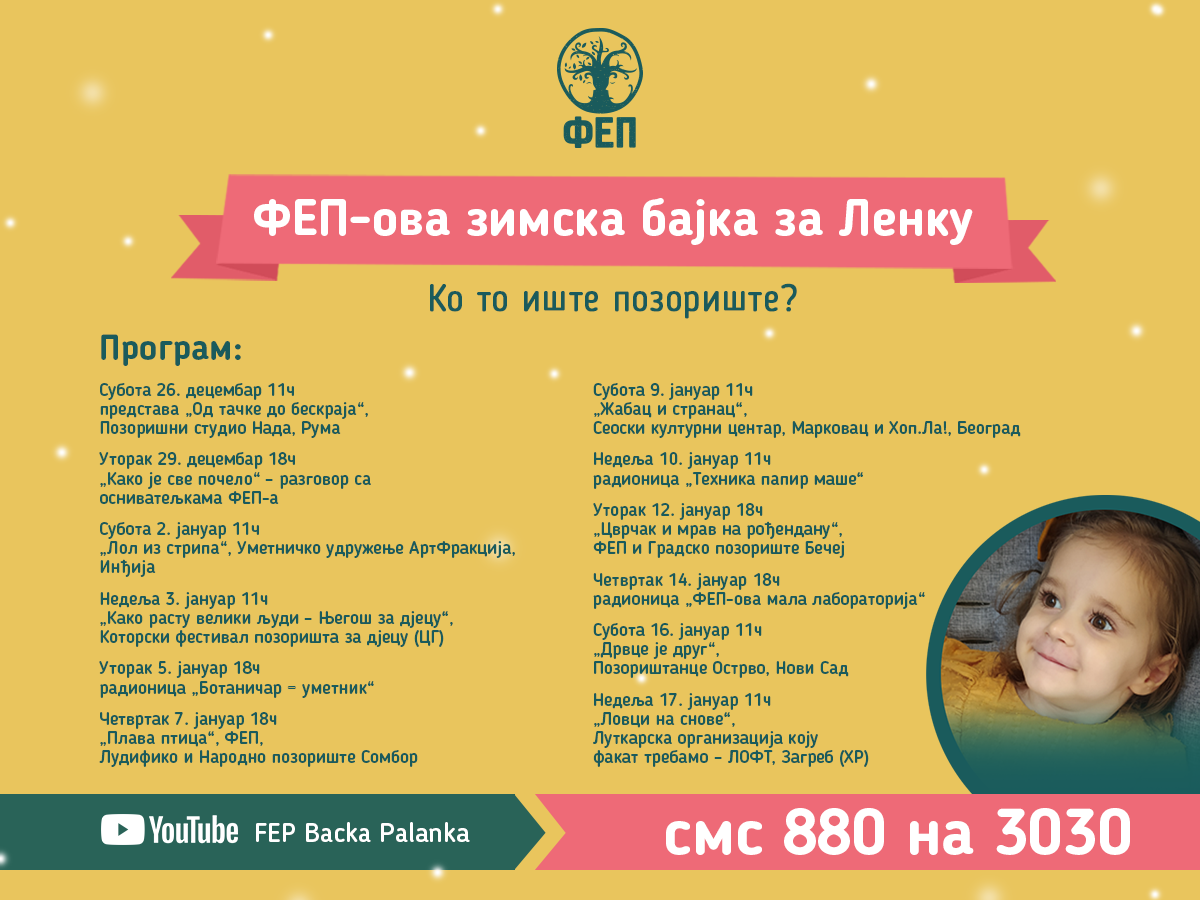 ФЕП
ФЕП-ова зимска бајка за Ленку
Ко то иште позориште?
Програм:
Субота 26. децембар 11ч
представа „Од тачке до бескраја“,
Позоришни студио Нада, Рума
Уторак 29. децембар 18ч
„Како је све почело“ – разговор са
оснивателькама ФЕП-а
Субота 2. јануар 11ч
„Лол из стрипа“, Уметничко удружење АртФракција,
Инђија
Недеља 3. јануар 11ч
„Како расту велики људи – Његош за дјецу“,
Которски фестивал позоришта за дјецу (ЦГ)
Уторак 5. јануар 18ч
радионица „Ботаничар = уметник“
Четвртак 7. јануар 18ч
„Плава птица“, ФЕП,
Лудифико и Народно позориште Сомбор
Субота 9. јануар 11ч
„Жабац и странац“,
Сеоски културни центар, Марковац и Хоп.Ла!, Београд
Недеља 10. јануар 11ч
радионица „Техника папир маше“
Уторак 12. јануар 18ч
„Цврчак и мрав на рођендану“,
ФЕП и Градско позориште Бечеј
Четвртак 14. јануар 18ч
радионица „ФЕП-ова мала лабораторија“
Субота 16. јануар 11ч
„Дрвце је друг“,
Позориштанце Острво, Нови Сад
Недеља 17. јануар 11ч
„Ловци на снове“,
Луткарска организација коју
факат требамо – ЛОФТ, Загреб (ХР)
YouTube FEP Backa Palanka
смс 880 на 3030